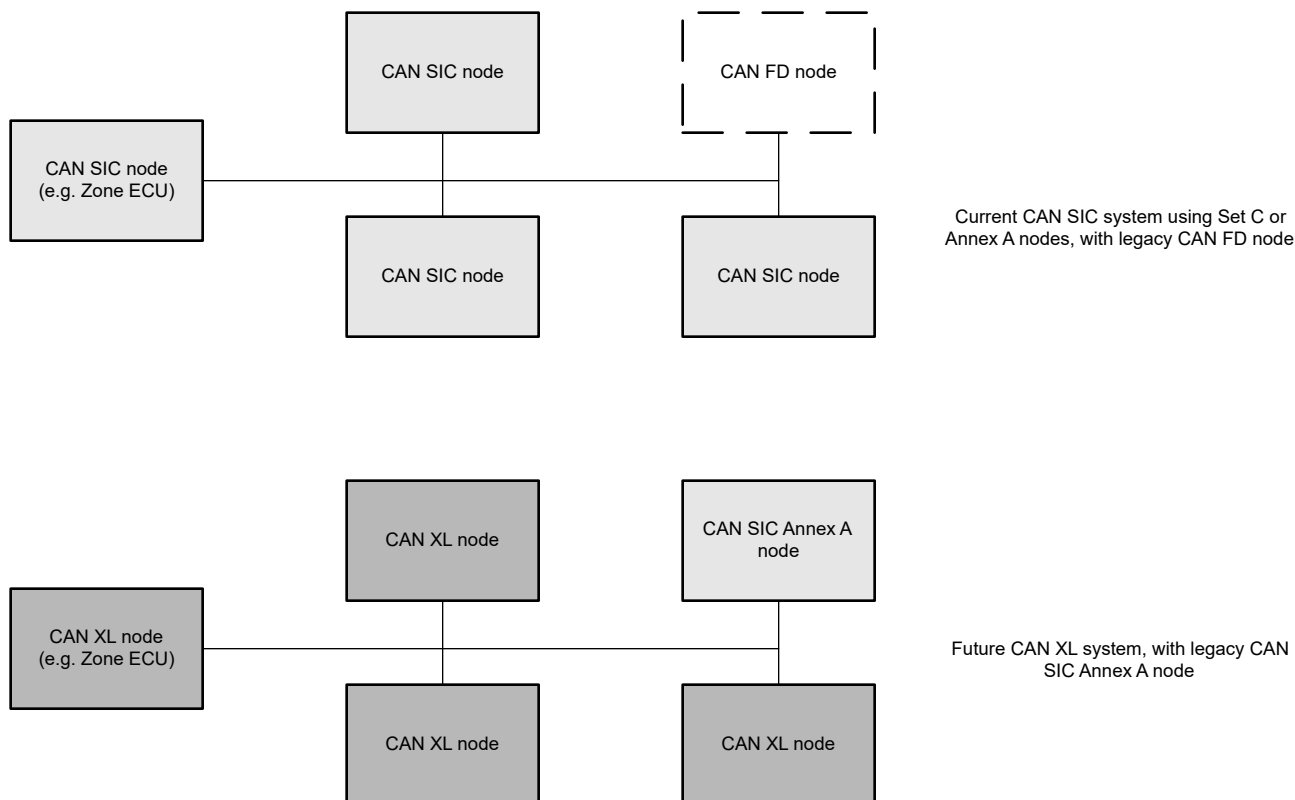 CAN SIC node
CAN FD node
CAN SIC node
(e.g. Zone ECU)
Current CAN SIC system using Set C or
Annex A nodes, with legacy CAN FD node
CAN SIC node
CAN SIC node
CAN XL node
CAN SIC Annex A
node
CAN XL node
(e.g. Zone ECU)
Future CAN XL system, with legacy CAN
SIC Annex A node
CAN XL node
CAN XL node